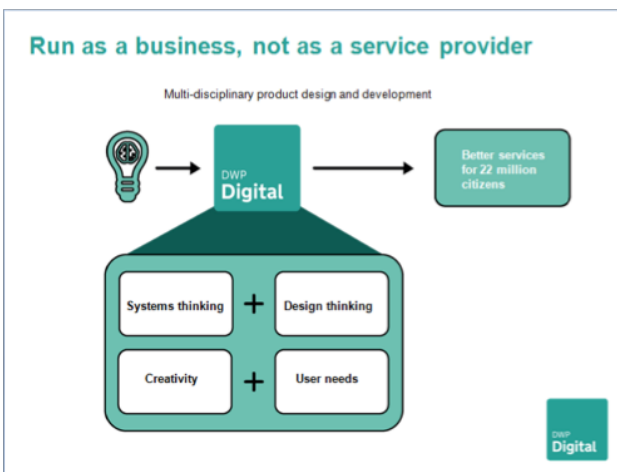 Run as a business, not as a service provider
Multi-disciplinary product design and development
DWP
Digital
Better services
for 22 million
citizens
Systems thinking + Design thinking
Creativity + User needs
DWP
Digital